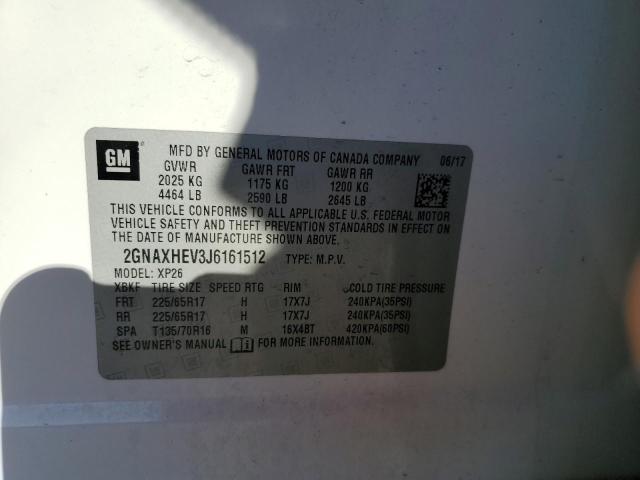 GM
MFD BY GENERAL MOTORS OF CANADA COMPANY 06/17
GVWR GAWR FRT GAWR RR
2025 KG 1175 KG 1200 KG
4464 LB 2590 LB 2645 LB
THIS VEHICLE CONFORMS TO ALL APPLICABLE U.S. FEDERAL MOTOR
VEHICLE SAFETY AND THEFT PREVENTION STANDARDS IN EFFECT ON THE
DATE OF MANUFACTURE SHOWN ABOVE.
2GNAXHEV3J6161512 TYPE: M.P.V.
MODEL: XP26
XBKF TIRE SIZE SPEED RTG RIM COLD TIRE PRESSURE
FRT 225/65R17 H 17X7J 240KPA(35PSI)
RR 225/65R17 H 17X7J 240KPA(35PSI)
SPA T135/70R16 M 16X4BT 420KPA(60PSI)
SEE OWNER'S MANUAL FOR MORE INFORMATION